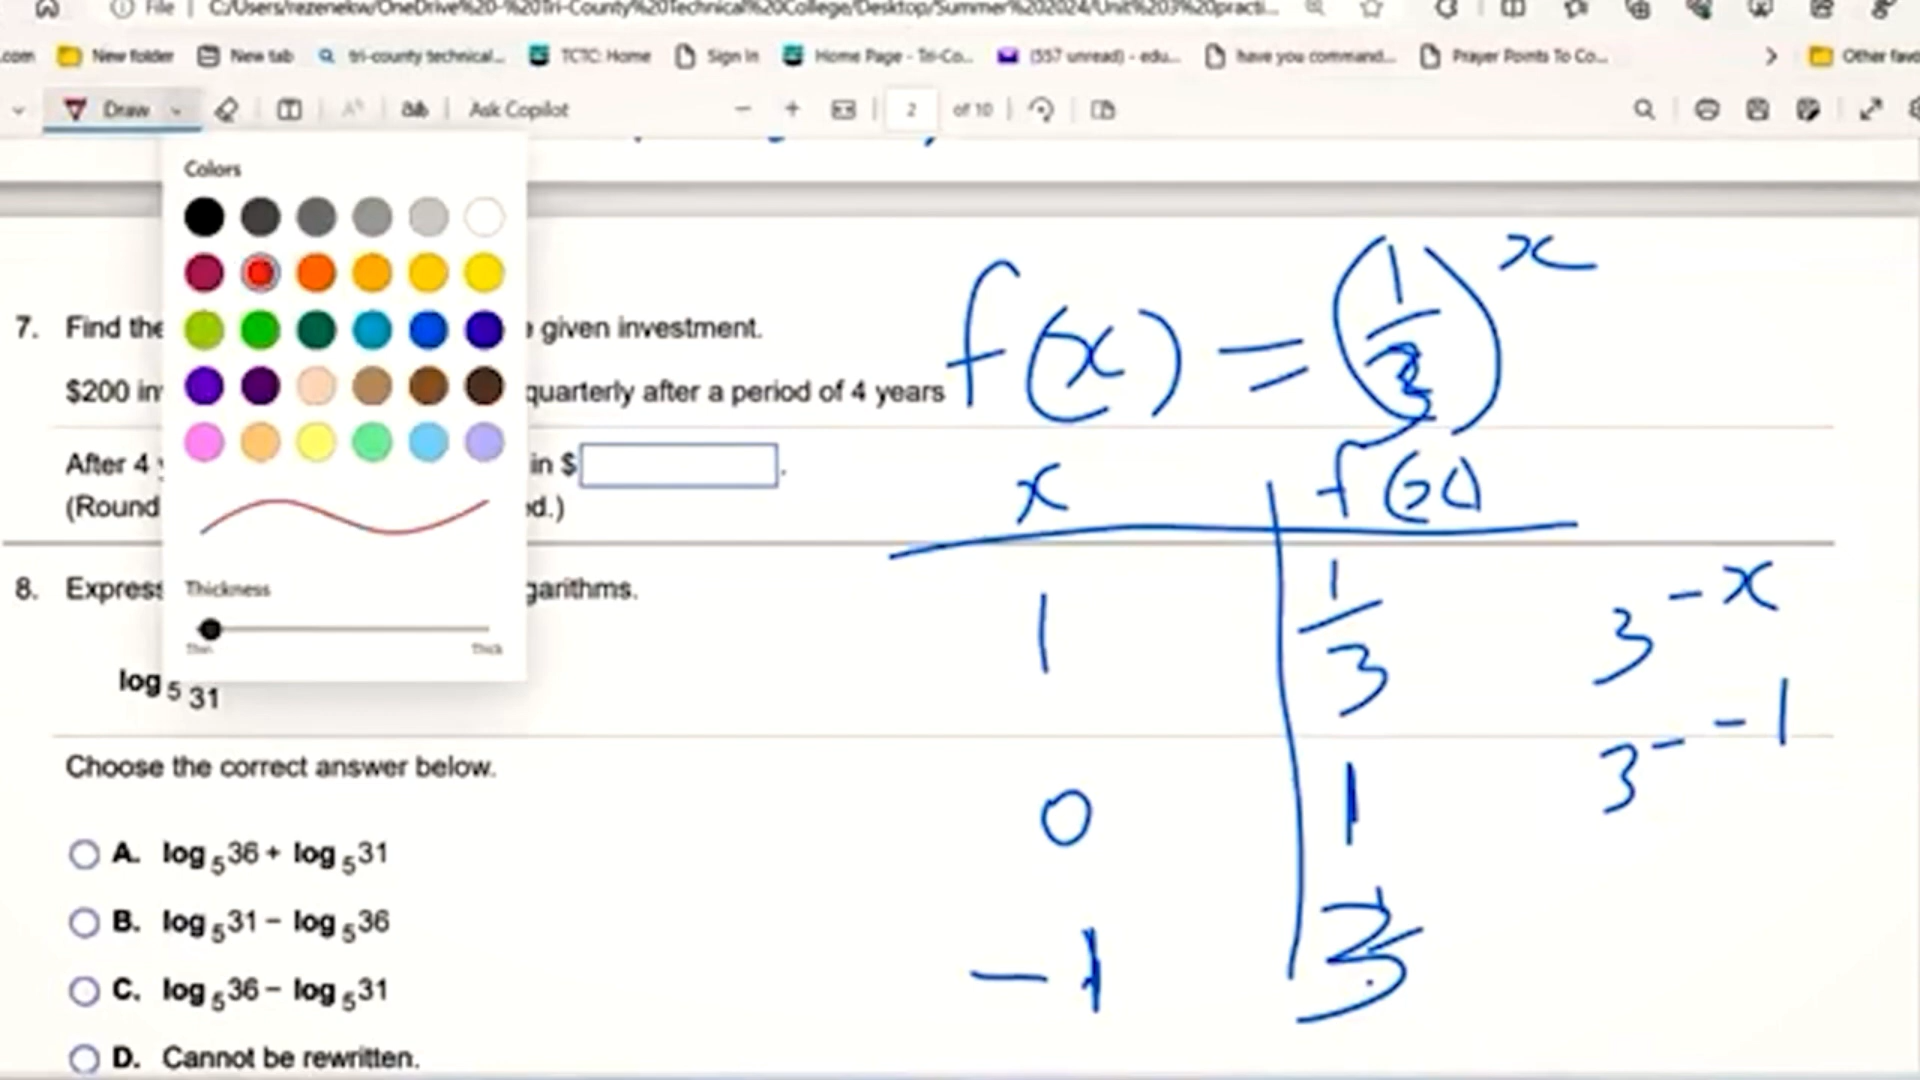 File | C:/Users/rezenekw/OneDrive%20-%20Tri-County%20Technical%20College/Desktop/Summer%202024/Unit%203%20practi...
.com New folder New tab tri-county technical... TCTC: Home Sign In Home Page - Tri-Co... (557 unread) - edu... have you command... Prayer Points To Co... Other favo
Draw Ask Copilot 2 of 10
Colors
Thickness
Thin Thick
7. Find the given investment.
$200 in quarterly after a period of 4 years
After 4 in $ .
(Round d.)
8. Express garithms.
log 5 31
Choose the correct answer below.
A. log 5 36 + log 5 31
B. log 5 31 − log 5 36
C. log 5 36 − log 5 31
D. Cannot be rewritten.
f(x) = (1/3)^x
x f(x)
1 1/3 3^-x
0 1 3^--1
-1